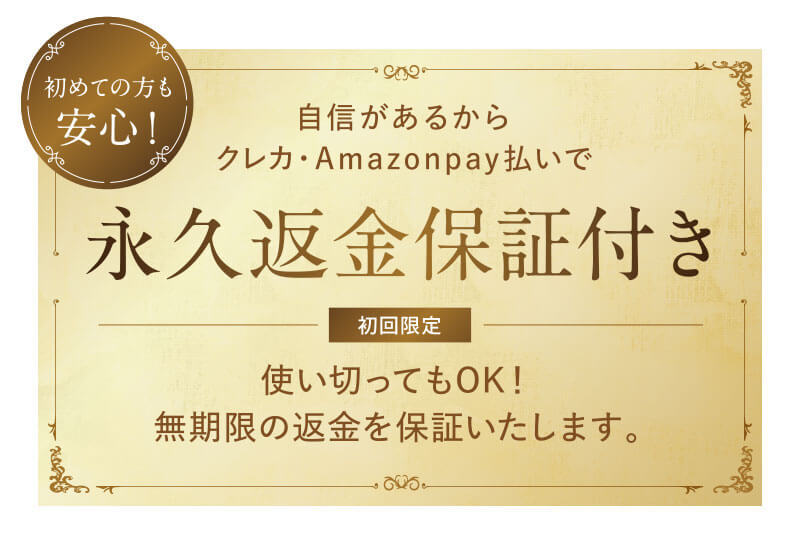 初めての方も
安心！
自信があるから
クレカ・Amazonpay払いで
永久返金保証付き
初回限定
使い切ってもOK！
無期限の返金を保証いたします。